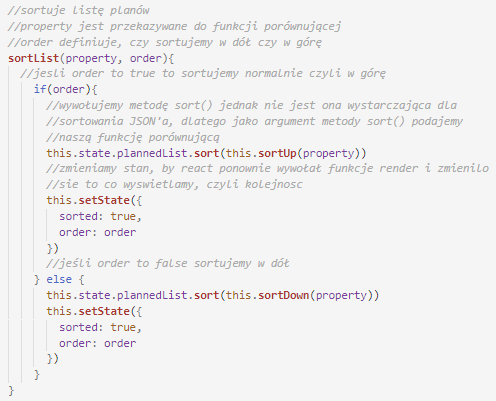 //sortuje listę planów
//property jest przekazywane do funkcji porównującej
//order definiuje, czy sortujemy w dół czy w górę
sortList(property, order){
//jesli order to true to sortujemy normalnie czyli w górę
if(order){
//wywołujemy metodę sort() jednak nie jest ona wystarczająca dla
//sortowania JSON'a, dlatego jako argument metody sort() podajemy
//naszą funkcję porównującą
this.state.plannedList.sort(this.sortUp(property))
//zmieniamy stan, by react ponownie wywołał funkcje render i zmienilo
//sie to co wyswietlamy, czyli kolejnosc
this.setState({
sorted: true,
order: order
})
//jeśli order to false sortujemy w dół
} else {
this.state.plannedList.sort(this.sortDown(property))
this.setState({
sorted: true,
order: order
})
}
}